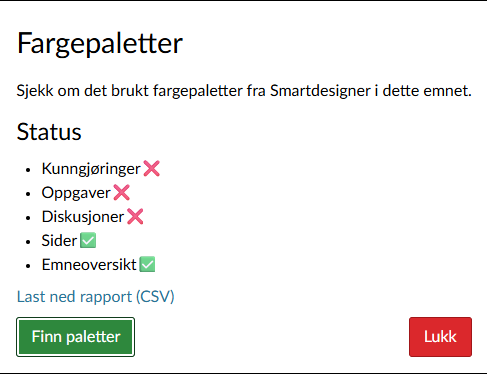 Fargepaletter
Sjekk om det brukt fargepaletter fra Smartdesigner i dette emnet.
Status
• Kunngjøringer ❌
• Oppgaver ❌
• Diskusjoner ❌
• Sider ✅
• Emneoversikt ✅
Last ned rapport (CSV)
Finn paletter
Lukk